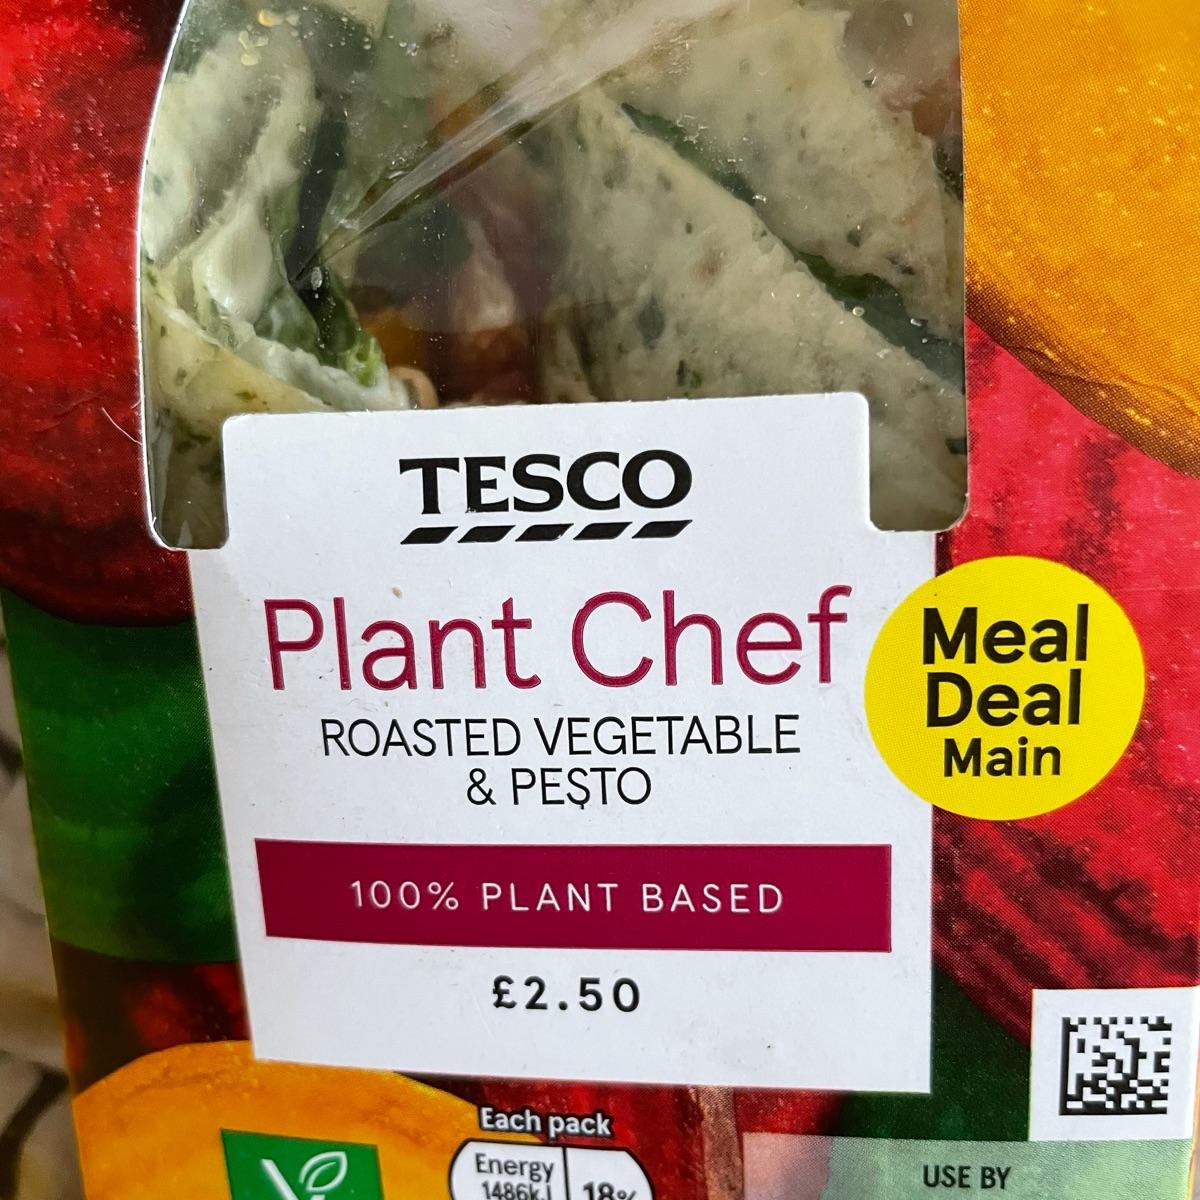 TESCO
Plant Chef
ROASTED VEGETABLE
& PESTO
100% PLANT BASED
£2.50
Meal
Deal
Main
Each pack
Energy
1486kJ
18%
USE BY